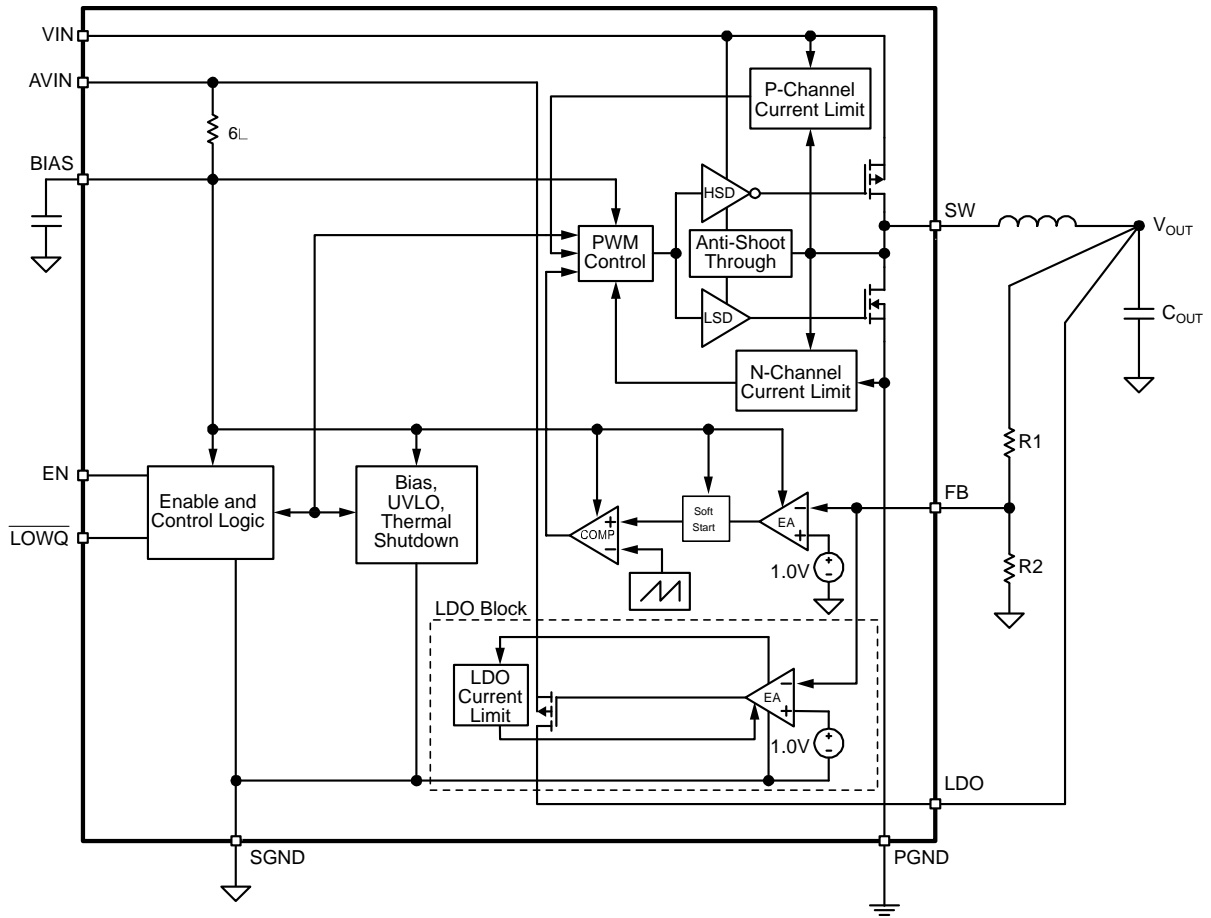 VIN
AVIN
6∟
BIAS
P-Channel
Current Limit
HSD
PWM
Control
Anti-Shoot
Through
LSD
N-Channel
Current Limit
SW
VOUT
COUT
R1
FB
R2
EN
LOWQ
Enable and
Control Logic
Bias,
UVLO,
Thermal
Shutdown
COMP
+
−
Soft
Start
EA
−
+
1.0V
+
−
LDO Block
LDO
Current
Limit
EA
−
+
1.0V
+
−
LDO
SGND
PGND